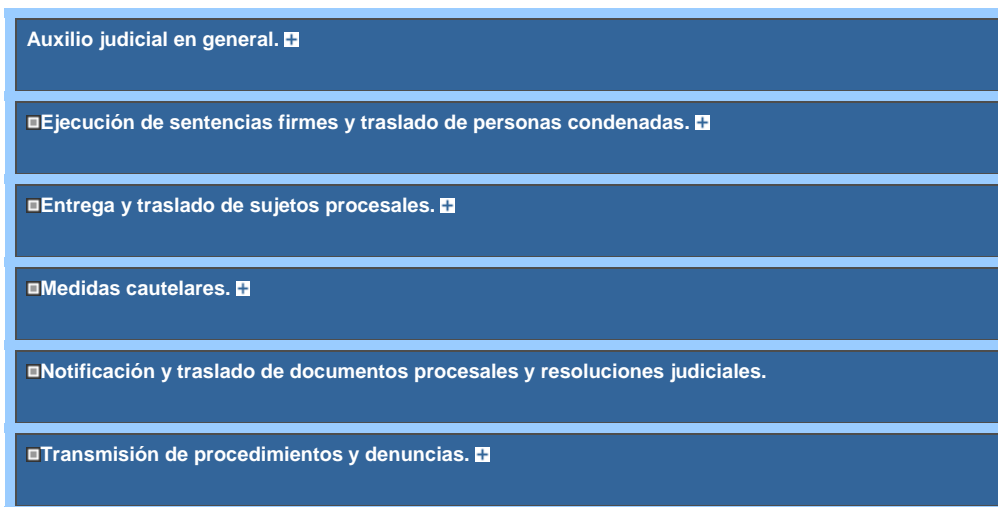 Auxilio judicial en general.
Ejecución de sentencias firmes y traslado de personas condenadas.
Entrega y traslado de sujetos procesales.
Medidas cautelares.
Notificación y traslado de documentos procesales y resoluciones judiciales.
Transmisión de procedimientos y denuncias.